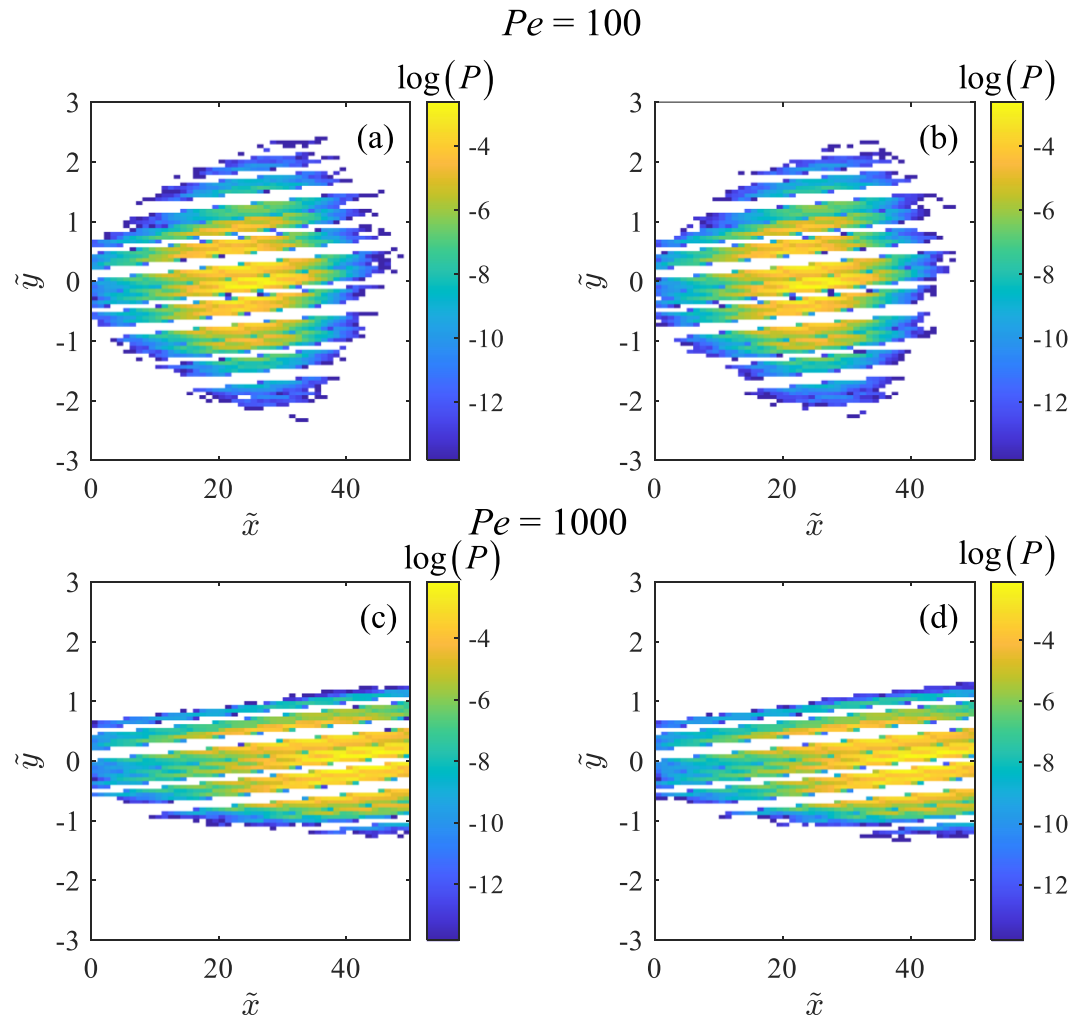 Pe = 100
log(P) log(P)
3 (a) -4 3 (b) -4
2 2
1 -6 1 -6
ỹ 0 -8 ỹ 0 -8
-1 -10 -1 -10
-2 -12 -2 -12
-3 -3
0 20 40 0 20 40
x̃ x̃
Pe = 1000
log(P) log(P)
3 (c) -4 3 (d) -4
2 2
1 -6 1 -6
ỹ 0 -8 ỹ 0 -8
-1 -10 -1 -10
-2 -12 -2 -12
-3 -3
0 20 40 0 20 40
x̃ x̃